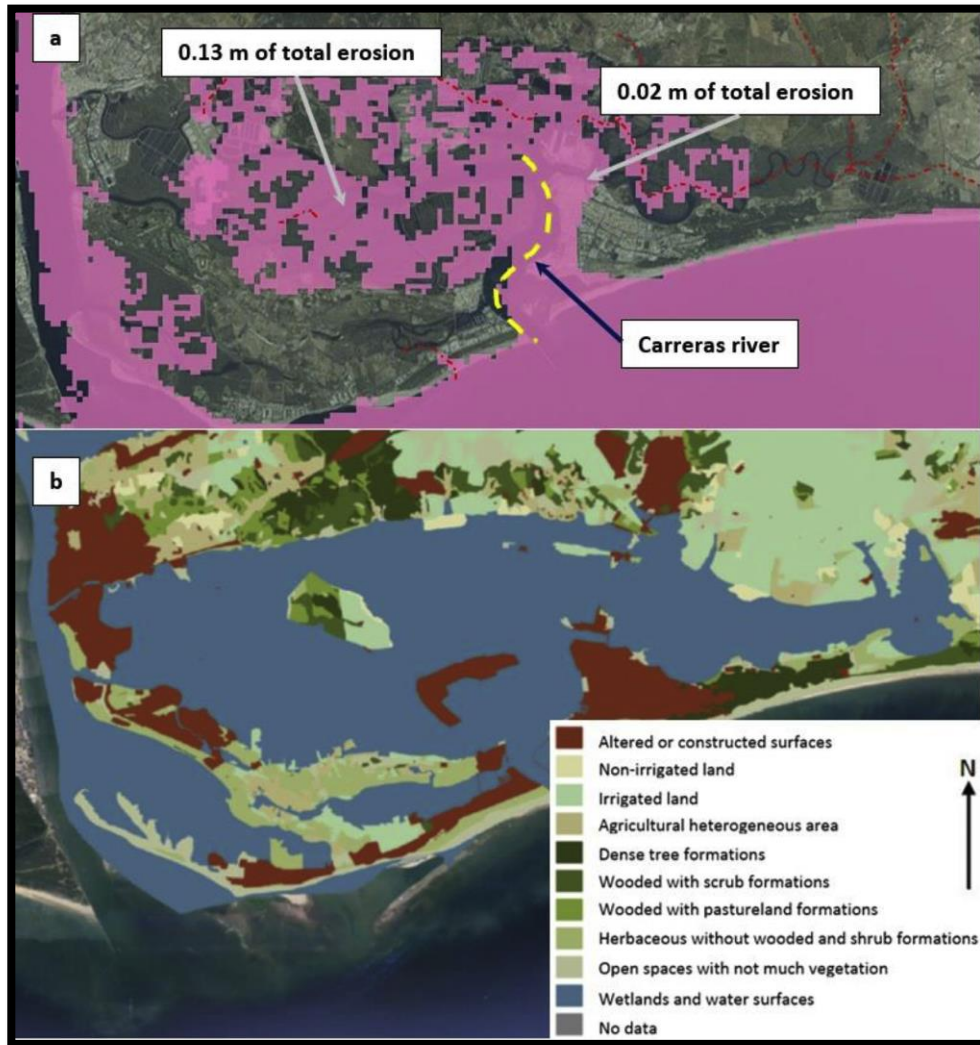 a
0.13 m of total erosion
0.02 m of total erosion
Carreras river
b
Altered or constructed surfaces
Non-irrigated land
N
Irrigated land
Agricultural heterogeneous area
Dense tree formations
Wooded with scrub formations
Wooded with pastureland formations
Herbaceous without wooded and shrub formations
Open spaces with not much vegetation
Wetlands and water surfaces
No data